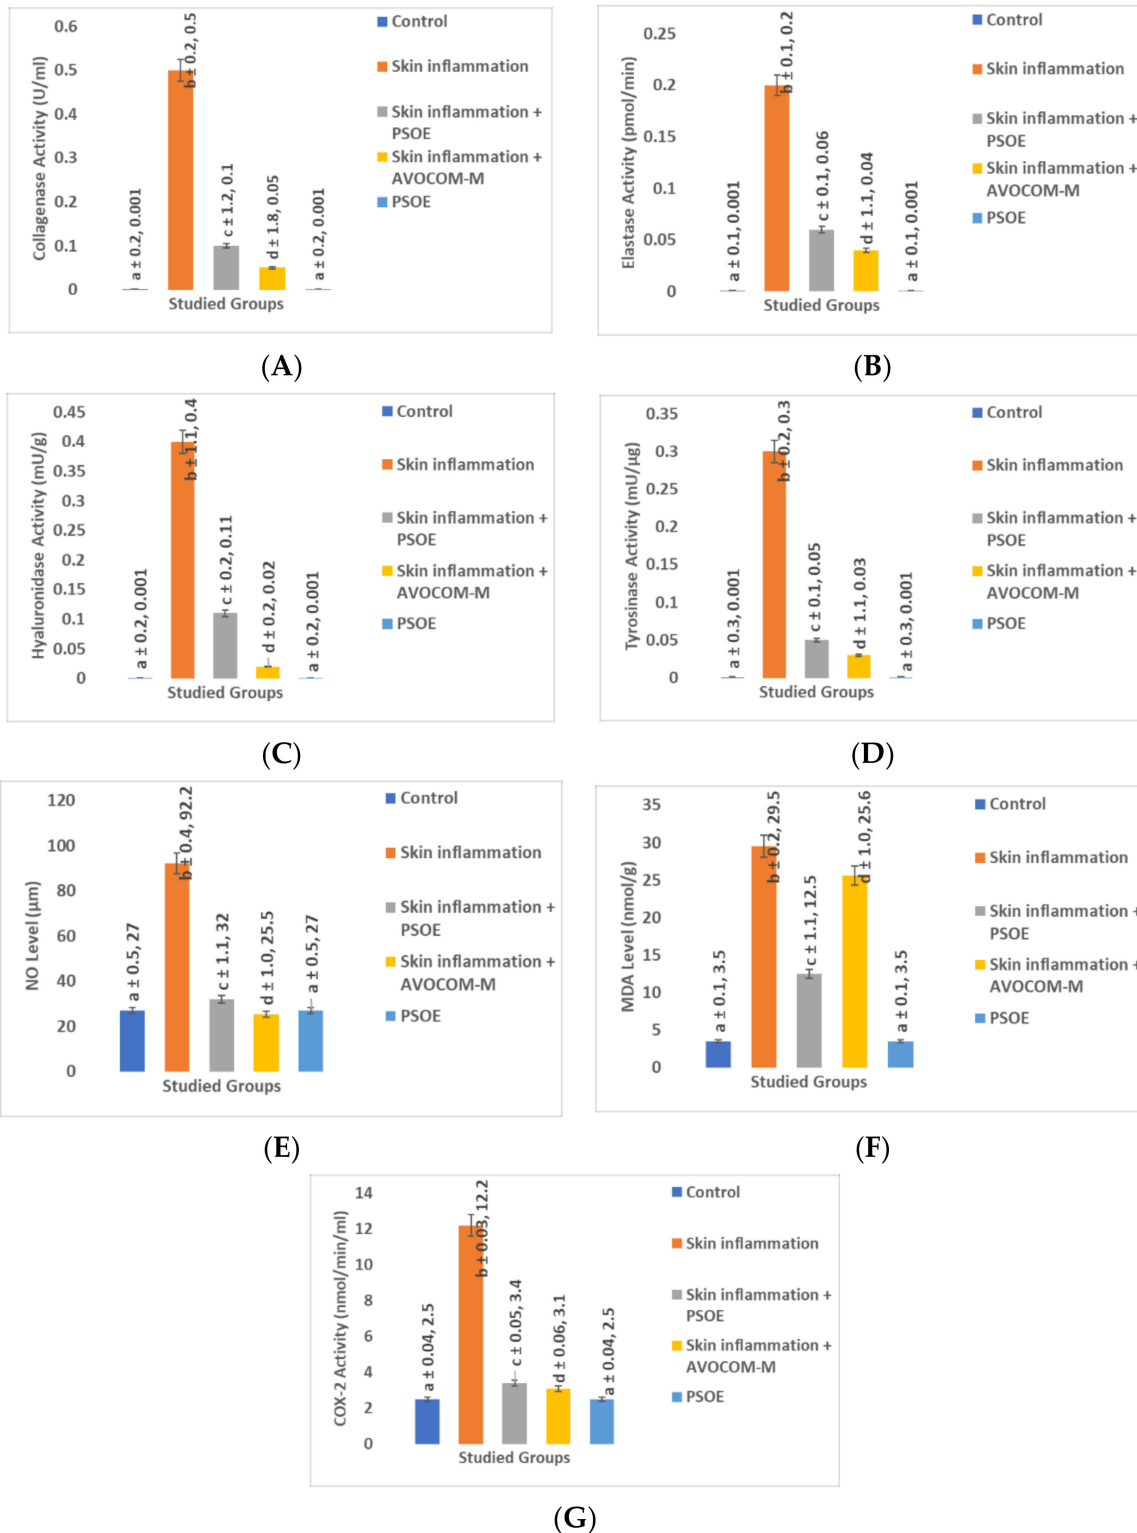 0.6
0.5
0.4
0.3
0.2
0.1
0
Collagenase Activity (U/ml)
a ± 0.2, 0.001
b ± 0.2, 0.5
c ± 1.2, 0.1
d ± 1.8, 0.05
a ± 0.2, 0.001
Studied Groups
Control
Skin inflammation
Skin inflammation +
PSOE
Skin inflammation +
AVOCOM-M
PSOE
(A)
0.25
0.2
0.15
0.1
0.05
0
Elastase Activity (pmol/min)
a ± 0.1, 0.001
b ± 0.1, 0.2
c ± 0.1, 0.06
d ± 1.1, 0.04
a ± 0.1, 0.001
Studied Groups
Control
Skin inflammation
Skin inflammation +
PSOE
Skin inflammation +
AVOCOM-M
PSOE
(B)
0.45
0.4
0.35
0.3
0.25
0.2
0.15
0.1
0.05
0
Hyaluronidase Activity (mU/g)
a ± 0.2, 0.001
b ± 1.1, 0.4
c ± 0.2, 0.11
d ± 0.2, 0.02
a ± 0.2, 0.001
Studied Groups
Control
Skin inflammation
Skin inflammation +
PSOE
Skin inflammation +
AVOCOM-M
PSOE
(C)
0.35
0.3
0.25
0.2
0.15
0.1
0.05
0
Tyrosinase Activity (mU/µg)
a ± 0.3, 0.001
b ± 0.2, 0.3
c ± 0.1, 0.05
d ± 1.1, 0.03
a ± 0.3, 0.001
Studied Groups
Control
Skin inflammation
Skin inflammation +
PSOE
Skin inflammation +
AVOCOM-M
PSOE
(D)
120
100
80
60
40
20
0
NO Level (µm)
a ± 0.5, 27
b ± 0.4, 92.2
c ± 1.1, 32
d ± 1.0, 25.5
a ± 0.5, 27
Studied Groups
Control
Skin inflammation
Skin inflammation +
PSOE
Skin inflammation +
AVOCOM-M
PSOE
(E)
35
30
25
20
15
10
5
0
MDA Level (nmol/g)
a ± 0.1, 3.5
b ± 0.2, 29.5
c ± 1.1, 12.5
d ± 1.0, 25.6
a ± 0.1, 3.5
Studied Groups
Control
Skin inflammation
Skin inflammation +
PSOE
Skin inflammation +
AVOCOM-M
PSOE
(F)
14
12
10
8
6
4
2
0
COX-2 Activity (nmol/min/ml)
a ± 0.04, 2.5
b ± 0.03, 12.2
c ± 0.05, 3.4
d ± 0.06, 3.1
a ± 0.04, 2.5
Studied Groups
Control
Skin inflammation
Skin inflammation +
PSOE
Skin inflammation +
AVOCOM-M
PSOE
(G)